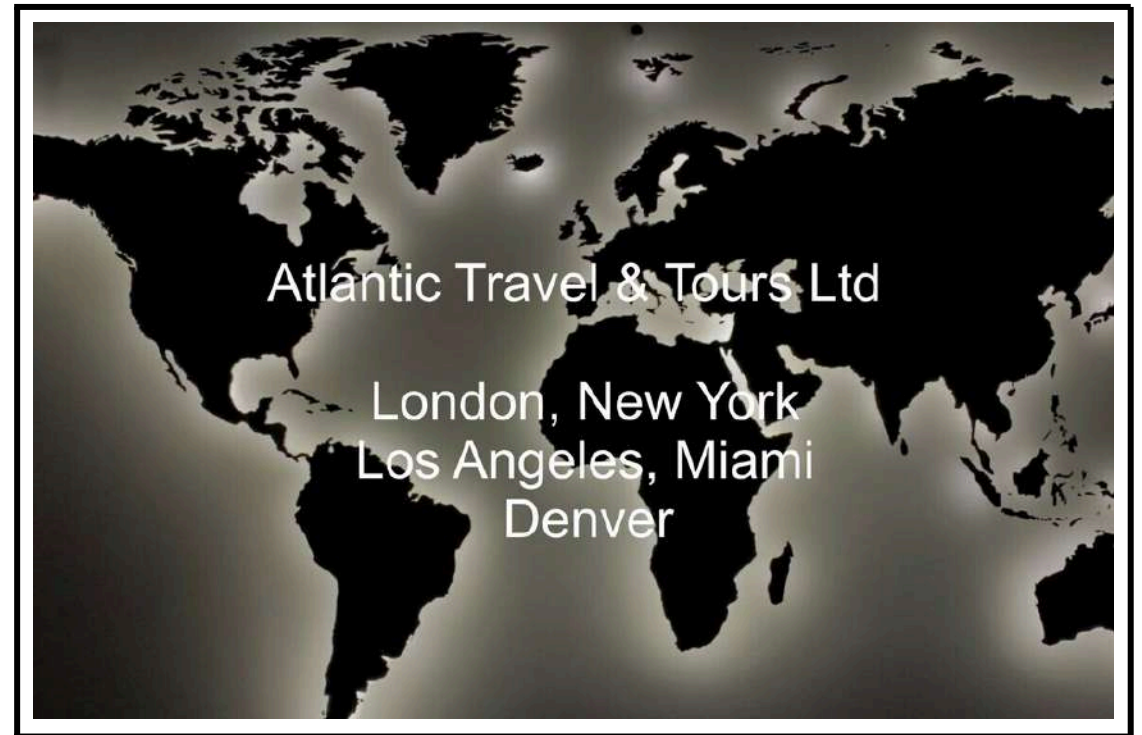 Atlantic Travel & Tours Ltd
London, New York
Los Angeles, Miami
Denver